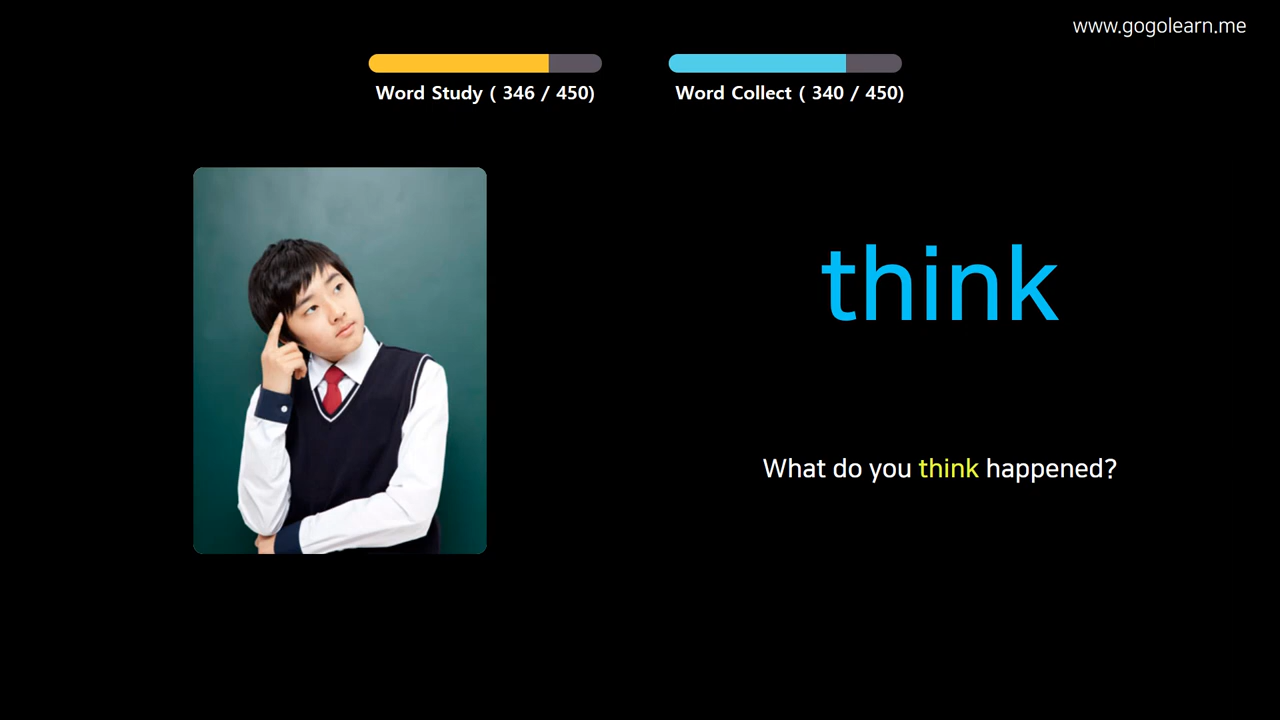 www.gogolearn.me
Word Study ( 346 / 450)
Word Collect ( 340 / 450)
think
What do you think happened?